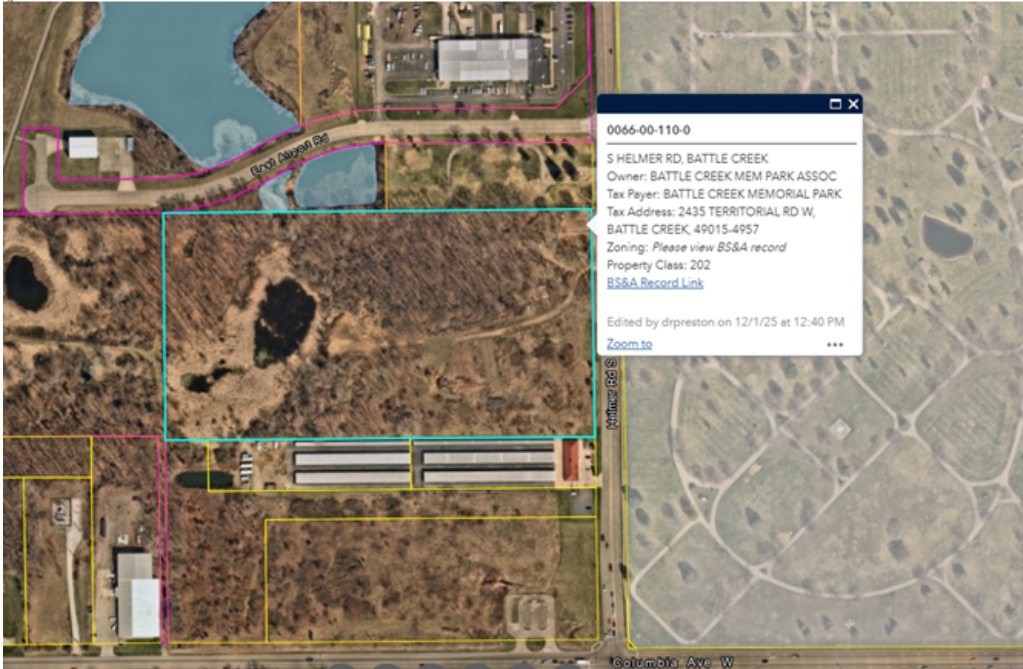 East Airport Rd
0066-00-110-0
S HELMER RD, BATTLE CREEK
Owner: BATTLE CREEK MEM PARK ASSOC
Tax Payer: BATTLE CREEK MEMORIAL PARK
Tax Address: 2435 TERRITORIAL RD W,
BATTLE CREEK, 49015-4957
Zoning: Please view BS&A record
Property Class: 202
BS&A Record Link
Edited by drpreston on 12/1/25 at 12:40 PM
Zoom to
Helmer Rd S
Columbia Ave W